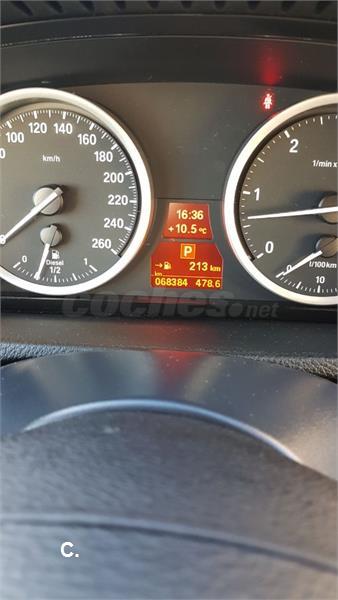 120 140
100 160
180
200
220
240
260
km/h
Diesel
0 1/2 1
16:36
+10.5 °C
P
213 km
km
068384 478.6
2
1
0
1/min x
l/100km
10
coches.net
C.